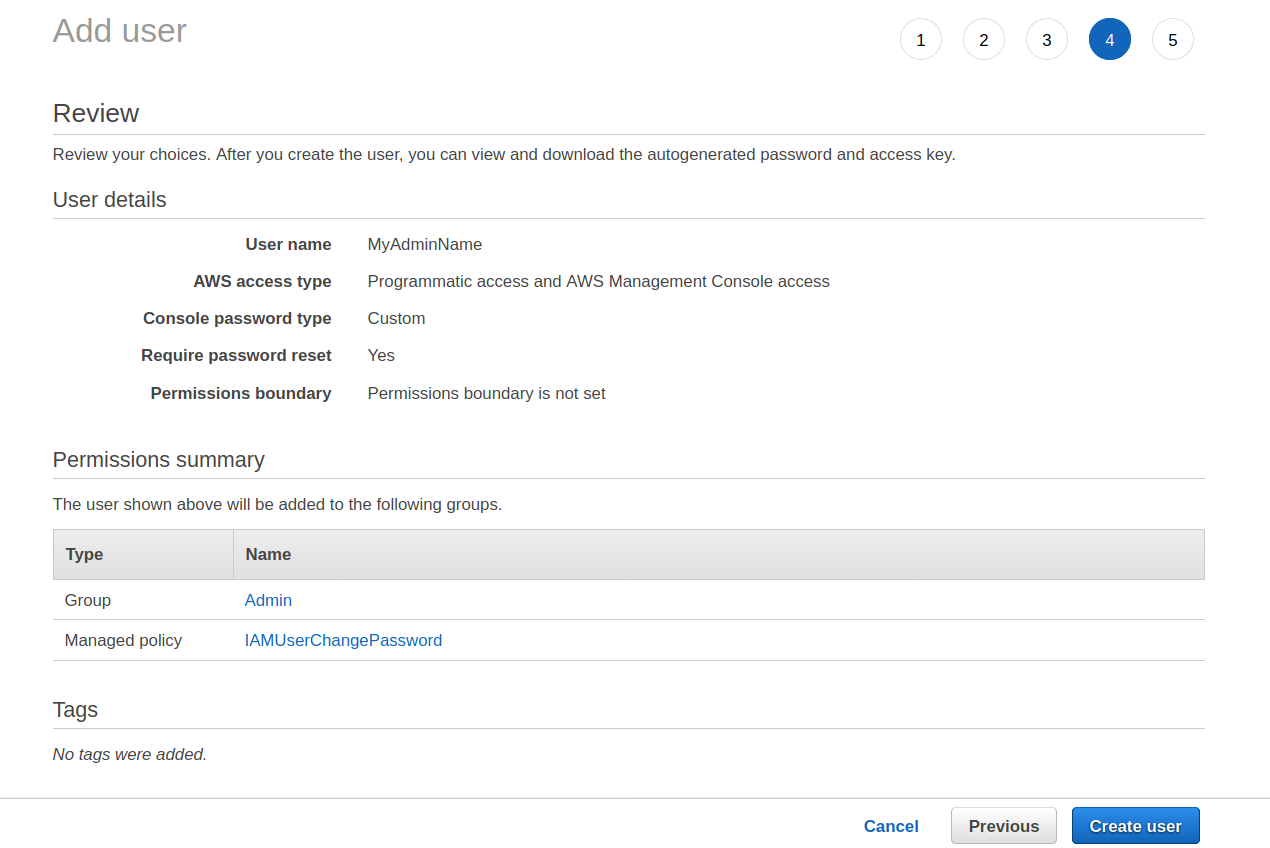 Add user
1 2 3 4 5
Review
Review your choices. After you create the user, you can view and download the autogenerated password and access key.
User details
User name MyAdminName
AWS access type Programmatic access and AWS Management Console access
Console password type Custom
Require password reset Yes
Permissions boundary Permissions boundary is not set
Permissions summary
The user shown above will be added to the following groups.
Type Name
Group Admin
Managed policy IAMUserChangePassword
Tags
No tags were added.
Cancel Previous Create user